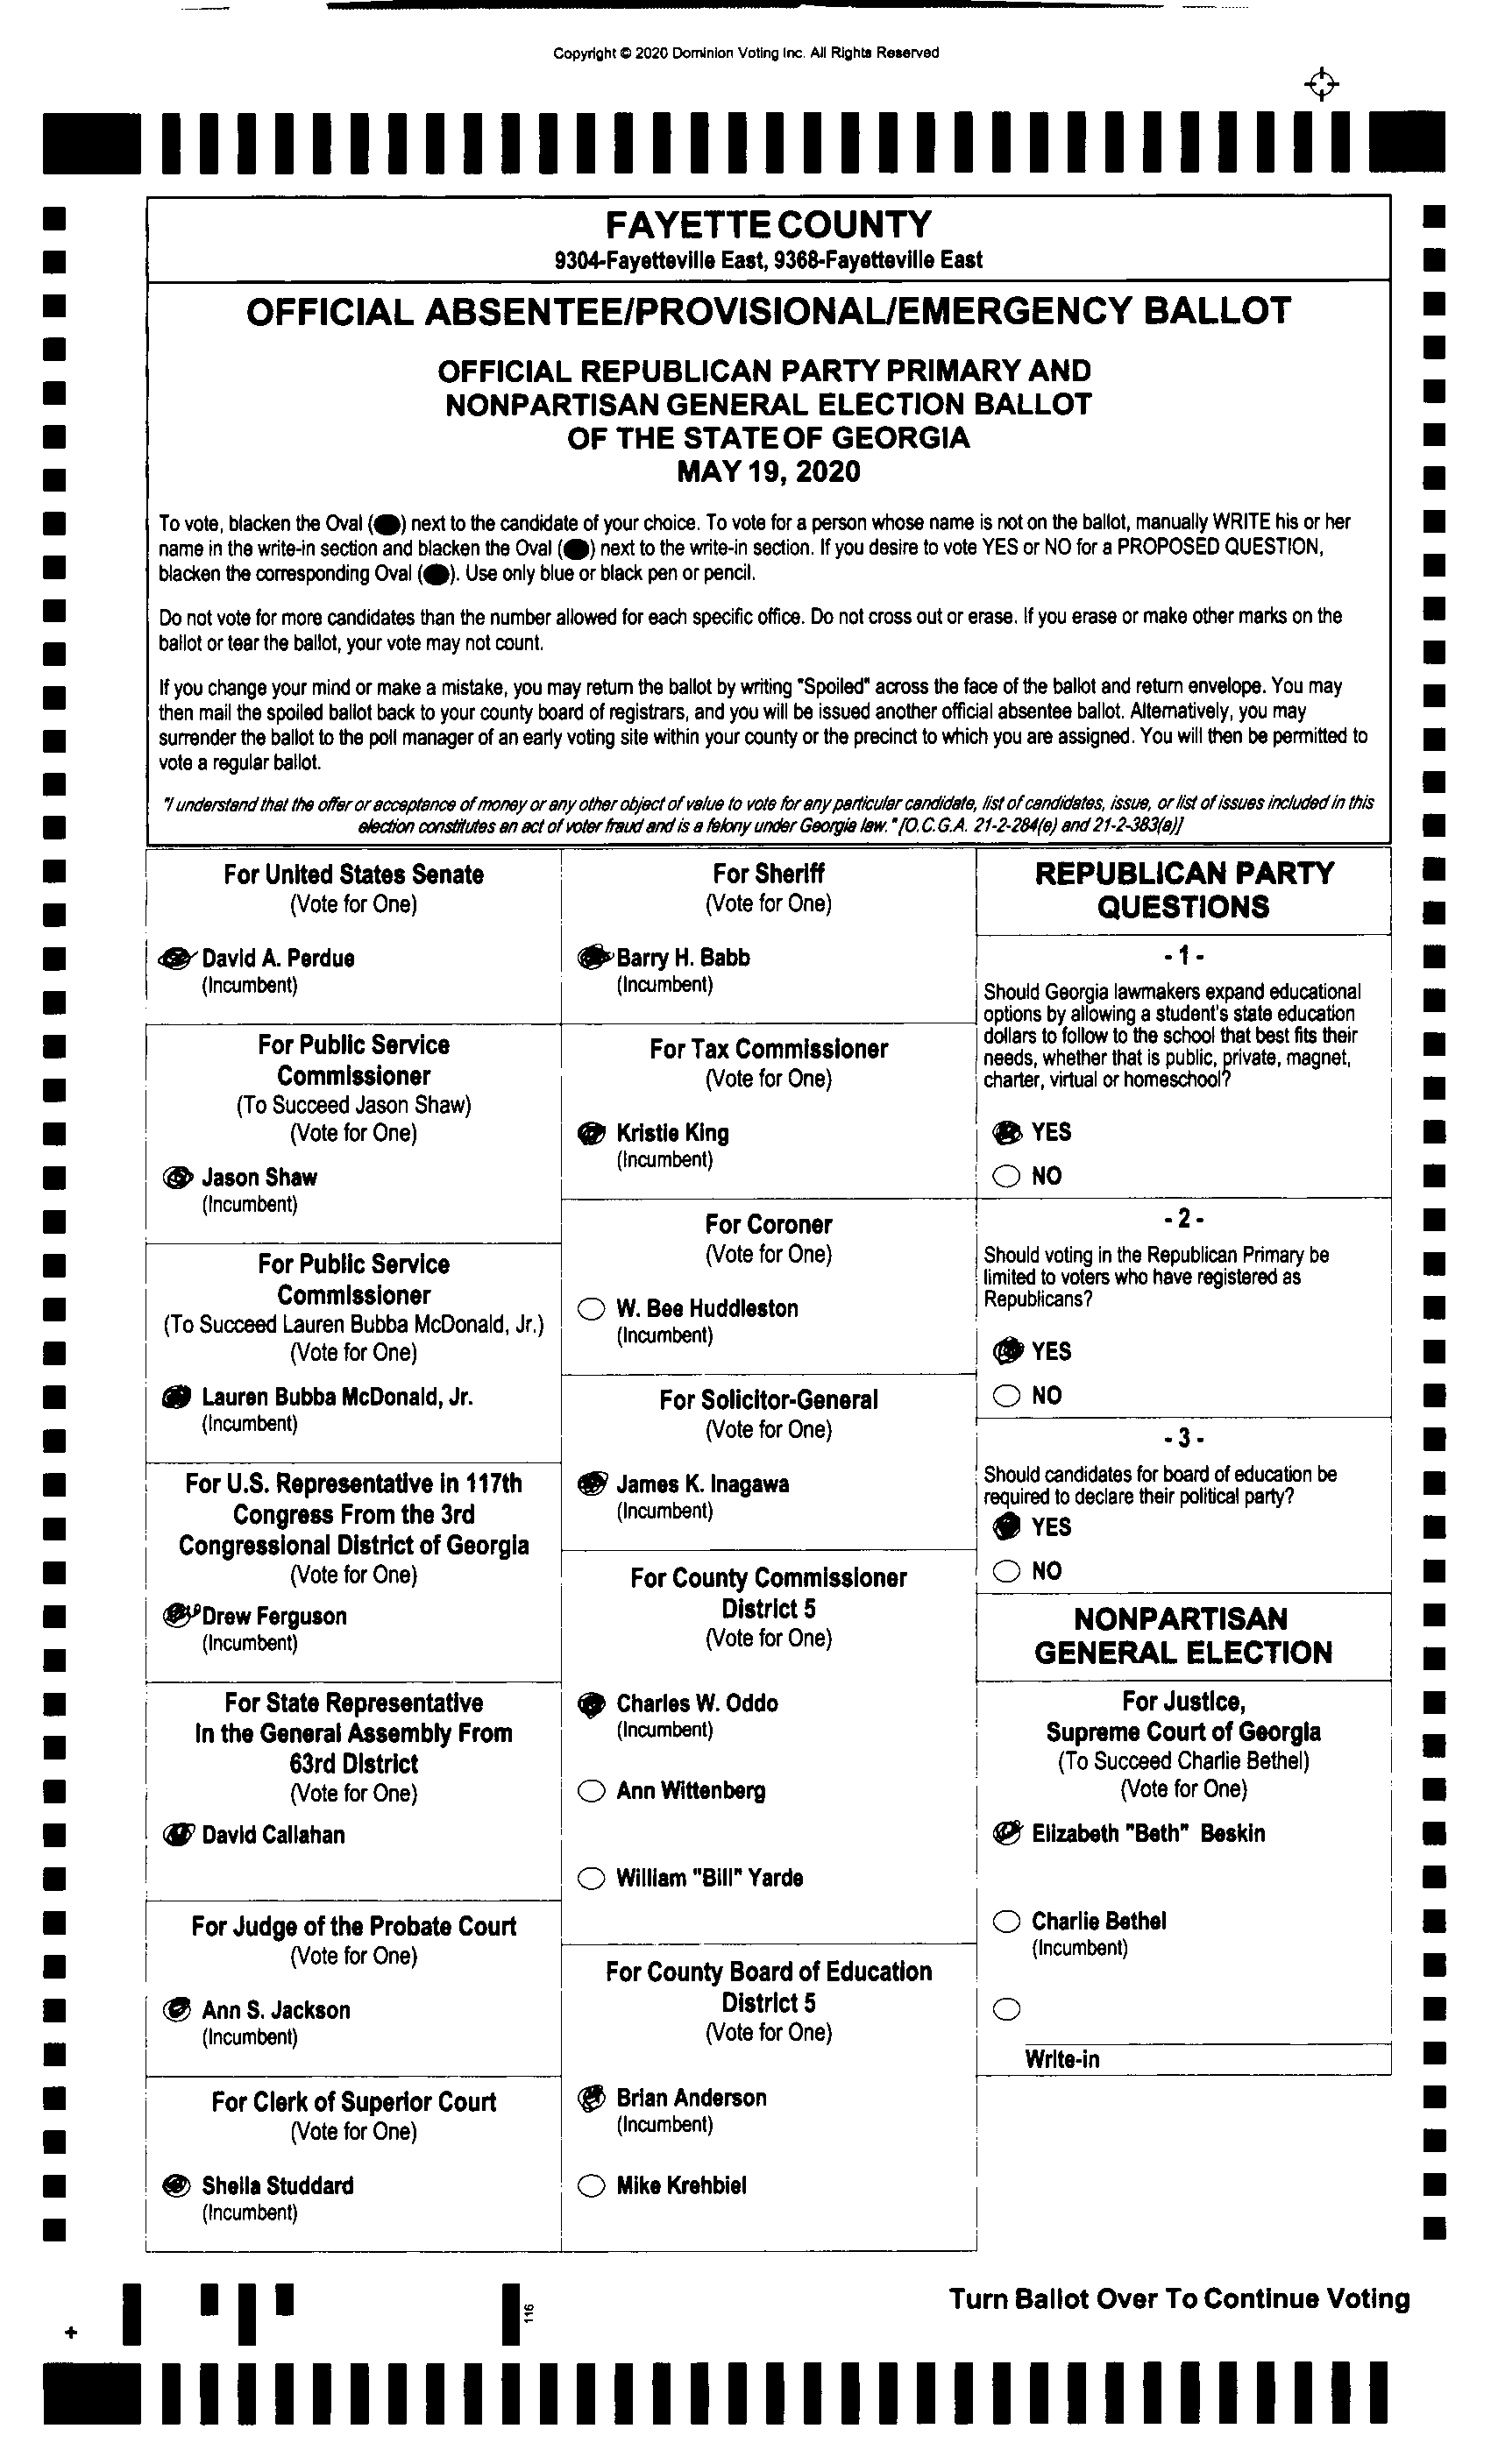 Copyright © 2020 Dominion Voting Inc. All Rights Reserved
FAYETTE COUNTY
9304-Fayetteville East, 9368-Fayetteville East
OFFICIAL ABSENTEE/PROVISIONAL/EMERGENCY BALLOT
OFFICIAL REPUBLICAN PARTY PRIMARY AND
NONPARTISAN GENERAL ELECTION BALLOT
OF THE STATE OF GEORGIA
MAY 19, 2020
To vote, blacken the Oval ( ) next to the candidate of your choice. To vote for a person whose name is not on the ballot, manually WRITE his or her
name in the write-in section and blacken the Oval ( ) next to the write-in section. If you desire to vote YES or NO for a PROPOSED QUESTION,
blacken the corresponding Oval ( ). Use only blue or black pen or pencil.
Do not vote for more candidates than the number allowed for each specific office. Do not cross out or erase. If you erase or make other marks on the
ballot or tear the ballot, your vote may not count.
If you change your mind or make a mistake, you may return the ballot by writing "Spoiled" across the face of the ballot and return envelope. You may
then mail the spoiled ballot back to your county board of registrars, and you will be issued another official absentee ballot. Alternatively, you may
surrender the ballot to the poll manager of an early voting site within your county or the precinct to which you are assigned. You will then be permitted to
vote a regular ballot.
"I understand that the offer or acceptance of money or any other object of value to vote for any particular candidate, list of candidates, issue, or list of issues included in this
election constitutes an act of voter fraud and is a felony under Georgia law." [O.C.G.A. 21-2-284(e) and 21-2-383(a)]
For United States Senate
(Vote for One)
David A. Perdue
(Incumbent)
For Public Service
Commissioner
(To Succeed Jason Shaw)
(Vote for One)
Jason Shaw
(Incumbent)
For Public Service
Commissioner
(To Succeed Lauren Bubba McDonald, Jr.)
(Vote for One)
Lauren Bubba McDonald, Jr.
(Incumbent)
For U.S. Representative in 117th
Congress From the 3rd
Congressional District of Georgia
(Vote for One)
Drew Ferguson
(Incumbent)
For State Representative
In the General Assembly From
63rd District
(Vote for One)
David Callahan
For Judge of the Probate Court
(Vote for One)
Ann S. Jackson
(Incumbent)
For Clerk of Superior Court
(Vote for One)
Sheila Studdard
(Incumbent)
For Sheriff
(Vote for One)
Barry H. Babb
(Incumbent)
For Tax Commissioner
(Vote for One)
Kristie King
(Incumbent)
For Coroner
(Vote for One)
W. Bee Huddleston
(Incumbent)
For Solicitor-General
(Vote for One)
James K. Inagawa
(Incumbent)
For County Commissioner
District 5
(Vote for One)
Charles W. Oddo
(Incumbent)
Ann Wittenberg
William "Bill" Yarde
For County Board of Education
District 5
(Vote for One)
Brian Anderson
(Incumbent)
Mike Krehbiel
REPUBLICAN PARTY
QUESTIONS
- 1 -
Should Georgia lawmakers expand educational
options by allowing a student's state education
dollars to follow to the school that best fits their
needs, whether that is public, private, magnet,
charter, virtual or homeschool?
YES
NO
- 2 -
Should voting in the Republican Primary be
limited to voters who have registered as
Republicans?
YES
NO
- 3 -
Should candidates for board of education be
required to declare their political party?
YES
NO
NONPARTISAN
GENERAL ELECTION
For Justice,
Supreme Court of Georgia
(To Succeed Charlie Bethel)
(Vote for One)
Elizabeth "Beth" Beskin
Charlie Bethel
(Incumbent)
Write-in
Turn Ballot Over To Continue Voting
116